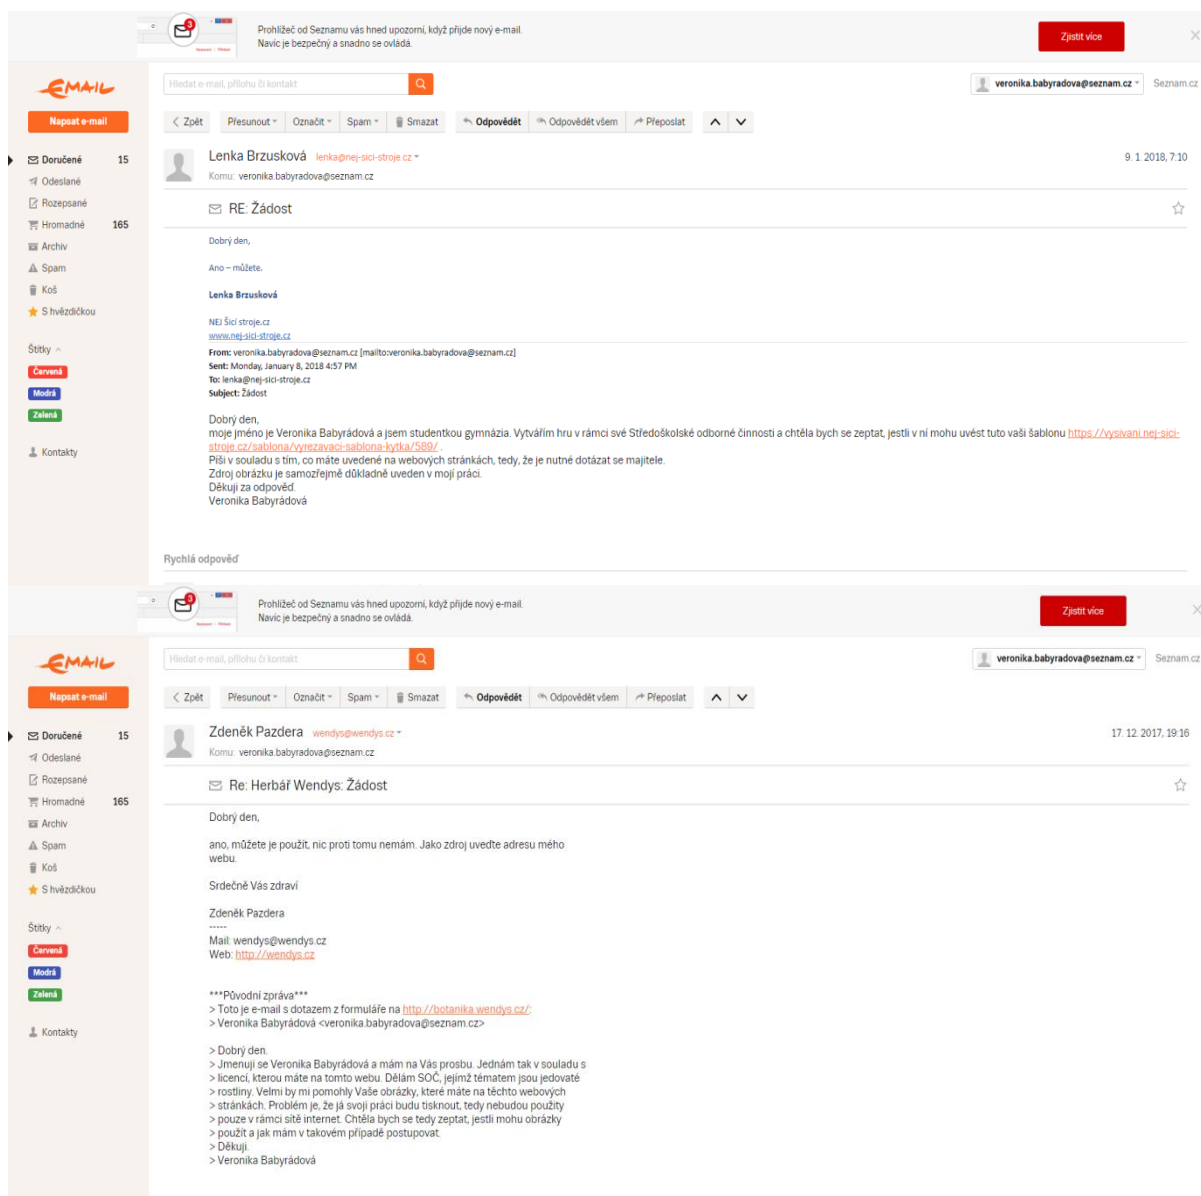 Prohlížeč od Seznamu vás hned upozorní, když přijde nový e-mail.
Navíc je bezpečný a snadno se ovládá.
Zjistit více
EMAIL
Hledat e-mail, přílohu či kontakt
veronika.babyradova@seznam.cz
Seznam.cz
Napsat e-mail
Zpět Přesunout Označit Spam Smazat Odpovědět Odpovědět všem Přeposlat
Doručené 15
Odeslané
Rozepsané
Hromadné 165
Archiv
Spam
Koš
S hvězdičkou
Štítky
Červená
Modrá
Zelená
Kontakty
Lenka Brzusková lenka@nej-sici-stroje.cz
9. 1. 2018, 7:10
Komu: veronika.babyradova@seznam.cz
RE: Žádost
Dobrý den,
Ano – můžete.
Lenka Brzusková
NEJ Šicí stroje.cz
www.nej-sici-stroje.cz
From: veronika.babyradova@seznam.cz [mailto:veronika.babyradova@seznam.cz]
Sent: Monday, January 8, 2018 4:57 PM
To: lenka@nej-sici-stroje.cz
Subject: Žádost
Dobrý den,
moje jméno je Veronika Babyrádová a jsem studentkou gymnázia. Vytvářím hru v rámci své Středoškolské odborné činnosti a chtěla bych se zeptat, jestli v ní mohu uvést tuto vaši šablonu https://vysivani.nej-sici-
stroje.cz/sablona/vyrezavaci-sablona-kytka/589/ .
Píši v souladu s tím, co máte uvedené na webových stránkách, tedy, že je nutné dotázat se majitele.
Zdroj obrázku je samozřejmě důkladně uveden v mojí práci.
Děkuji za odpověď.
Veronika Babyrádová
Rychlá odpověď
3
Prohlížeč od Seznamu vás hned upozorní, když přijde nový e-mail.
Navíc je bezpečný a snadno se ovládá.
Zjistit více
EMAIL
Hledat e-mail, přílohu či kontakt
veronika.babyradova@seznam.cz
Seznam.cz
Napsat e-mail
Zpět Přesunout Označit Spam Smazat Odpovědět Odpovědět všem Přeposlat
Doručené 15
Odeslané
Rozepsané
Hromadné 165
Archiv
Spam
Koš
S hvězdičkou
Štítky
Červená
Modrá
Zelená
Kontakty
Zdeněk Pazdera wendys@wendys.cz
17. 12. 2017, 19:16
Komu: veronika.babyradova@seznam.cz
Re: Herbář Wendys: Žádost
Dobrý den,
ano, můžete je použít, nic proti tomu nemám. Jako zdroj uveďte adresu mého
webu.
Srdečně Vás zdraví
Zdeněk Pazdera
-----
Mail: wendys@wendys.cz
Web: http://wendys.cz
***Původní zpráva***
> Toto je e-mail s dotazem z formuláře na http://botanika.wendys.cz/:
> Veronika Babyrádová <veronika.babyradova@seznam.cz>
> Dobrý den.
> Jmenuji se Veronika Babyrádová a mám na Vás prosbu. Jednám tak v souladu s
> licencí, kterou máte na tomto webu. Dělám SOČ, jejímž tématem jsou jedovaté
> rostliny. Velmi by mi pomohly Vaše obrázky, které máte na těchto webových
> stránkách. Problém je, že já svoji práci budu tisknout, tedy nebudou použity
> pouze v rámci sítě internet. Chtěla bych se tedy zeptat, jestli mohu obrázky
> použít a jak mám v takovém případě postupovat.
> Děkuji.
> Veronika Babyrádová